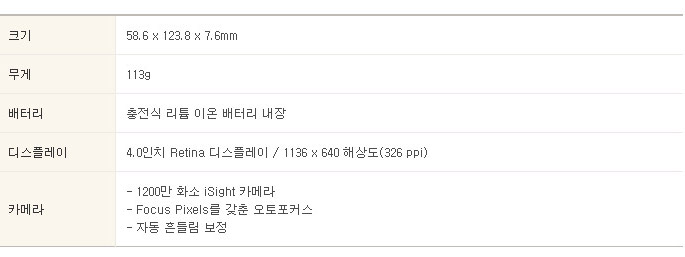 크기 58.6 x 123.8 x 7.6mm
무게 113g
배터리 충전식 리튬 이온 배터리 내장
디스플레이 4.0인치 Retina 디스플레이 / 1136 x 640 해상도(326 ppi)
카메라
- 1200만 화소 iSight 카메라
- Focus Pixels를 갖춘 오토포커스
- 자동 흔들림 보정